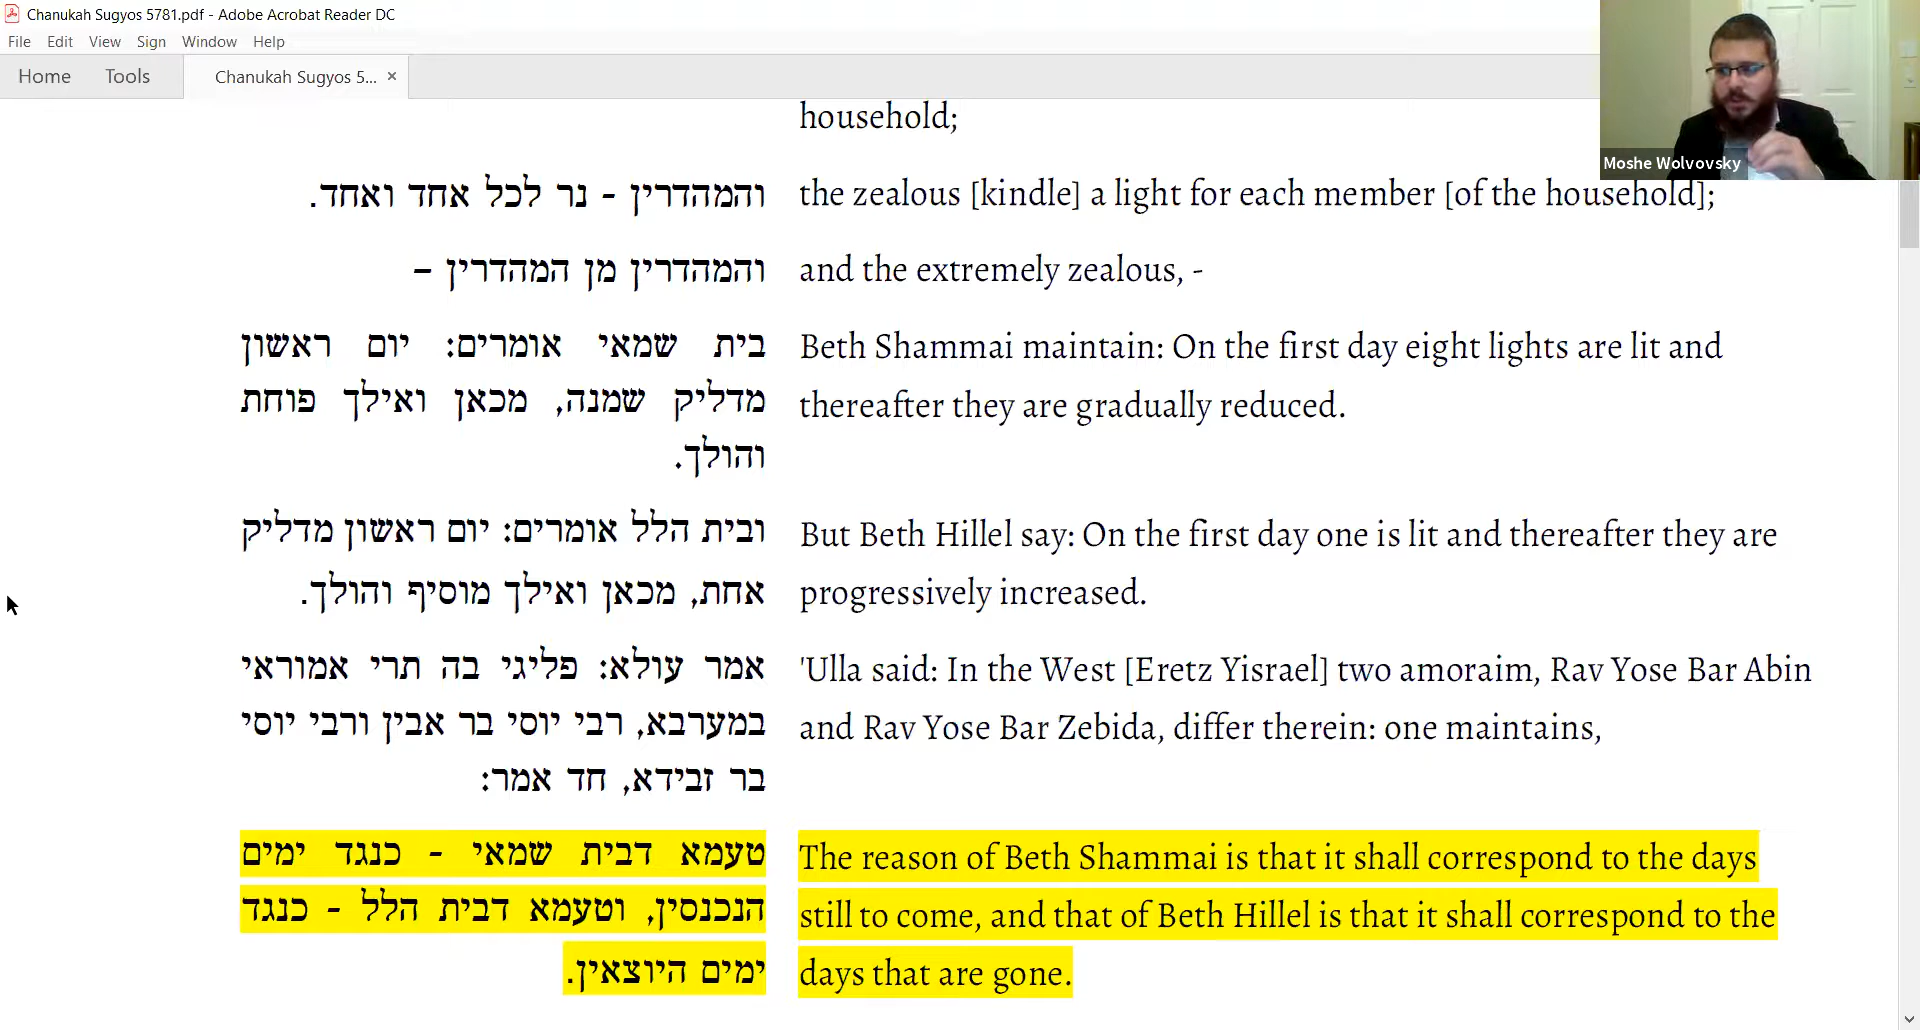 Chanukah Sugyos 5781.pdf - Adobe Acrobat Reader DC
File Edit View Sign Window Help
Home Tools Chanukah Sugyos 5... ×
Moshe Wolvovsky
household;
והמהדרין - נר לכל אחד ואחד.
the zealous [kindle] a light for each member [of the household];
והמהדרין מן המהדרין –
and the extremely zealous, -
בית שמאי אומרים: יום ראשון
מדליק שמנה, מכאן ואילך פוחת
והולך.
Beth Shammai maintain: On the first day eight lights are lit and
thereafter they are gradually reduced.
ובית הלל אומרים: יום ראשון מדליק
אחת, מכאן ואילך מוסיף והולך.
But Beth Hillel say: On the first day one is lit and thereafter they are
progressively increased.
אמר עולא: פליגי בה תרי אמוראי
במערבא, רבי יוסי בר אבין ורבי יוסי
בר זבידא, חד אמר:
'Ulla said: In the West [Eretz Yisrael] two amoraim, Rav Yose Bar Abin
and Rav Yose Bar Zebida, differ therein: one maintains,
טעמא דבית שמאי - כנגד ימים
הנכנסין, וטעמא דבית הלל - כנגד
ימים היוצאין.
The reason of Beth Shammai is that it shall correspond to the days
still to come, and that of Beth Hillel is that it shall correspond to the
days that are gone.